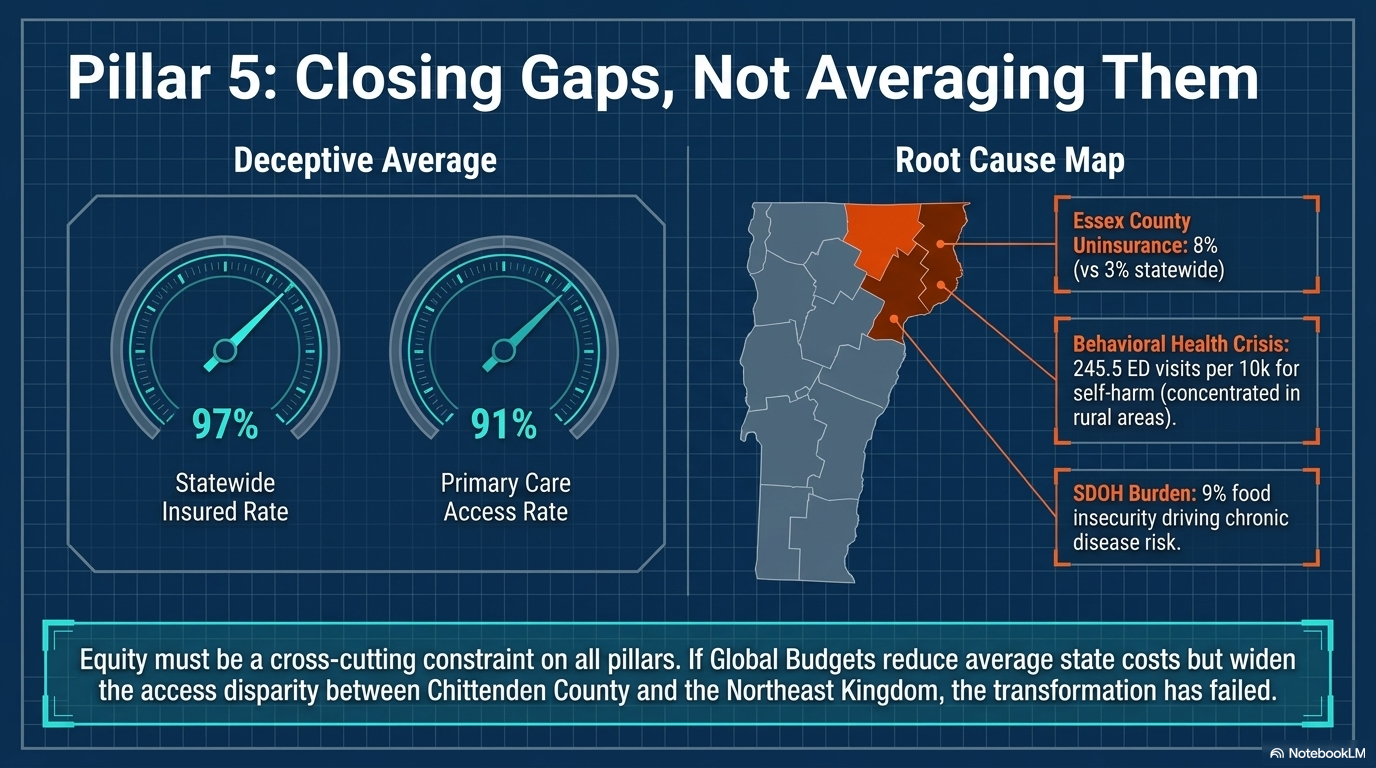 Pillar 5: Closing Gaps, Not Averaging Them
Deceptive Average
97%
Statewide
Insured Rate
91%
Primary Care
Access Rate
Root Cause Map
Essex County
Uninsurance: 8%
(vs 3% statewide)
Behavioral Health Crisis:
245.5 ED visits per 10k for
self-harm (concentrated in
rural areas).
SDOH Burden: 9% food
insecurity driving chronic
disease risk.
Equity must be a cross-cutting constraint on all pillars. If Global Budgets reduce average state costs but widen
the access disparity between Chittenden County and the Northeast Kingdom, the transformation has failed.
NotebookLM